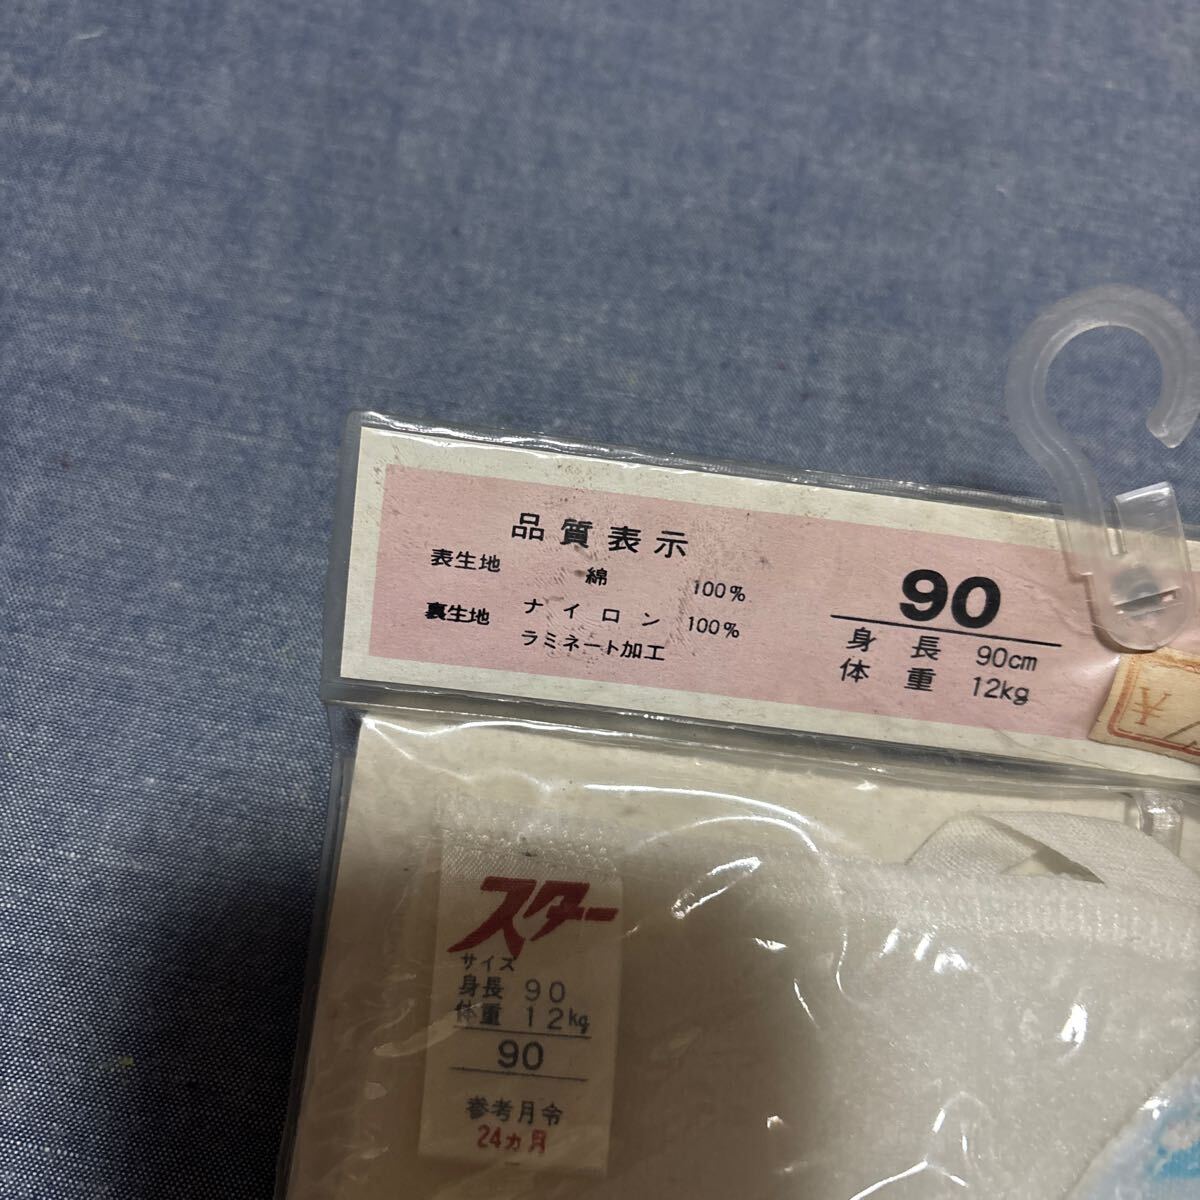 品質表示
表生地 綿 100%
裏生地 ナイロン 100%
ラミネート加工
90
身長 90cm
体重 12kg
¥
スター
サイズ
身長 90
体重 12kg
90
参考月令
24カ月